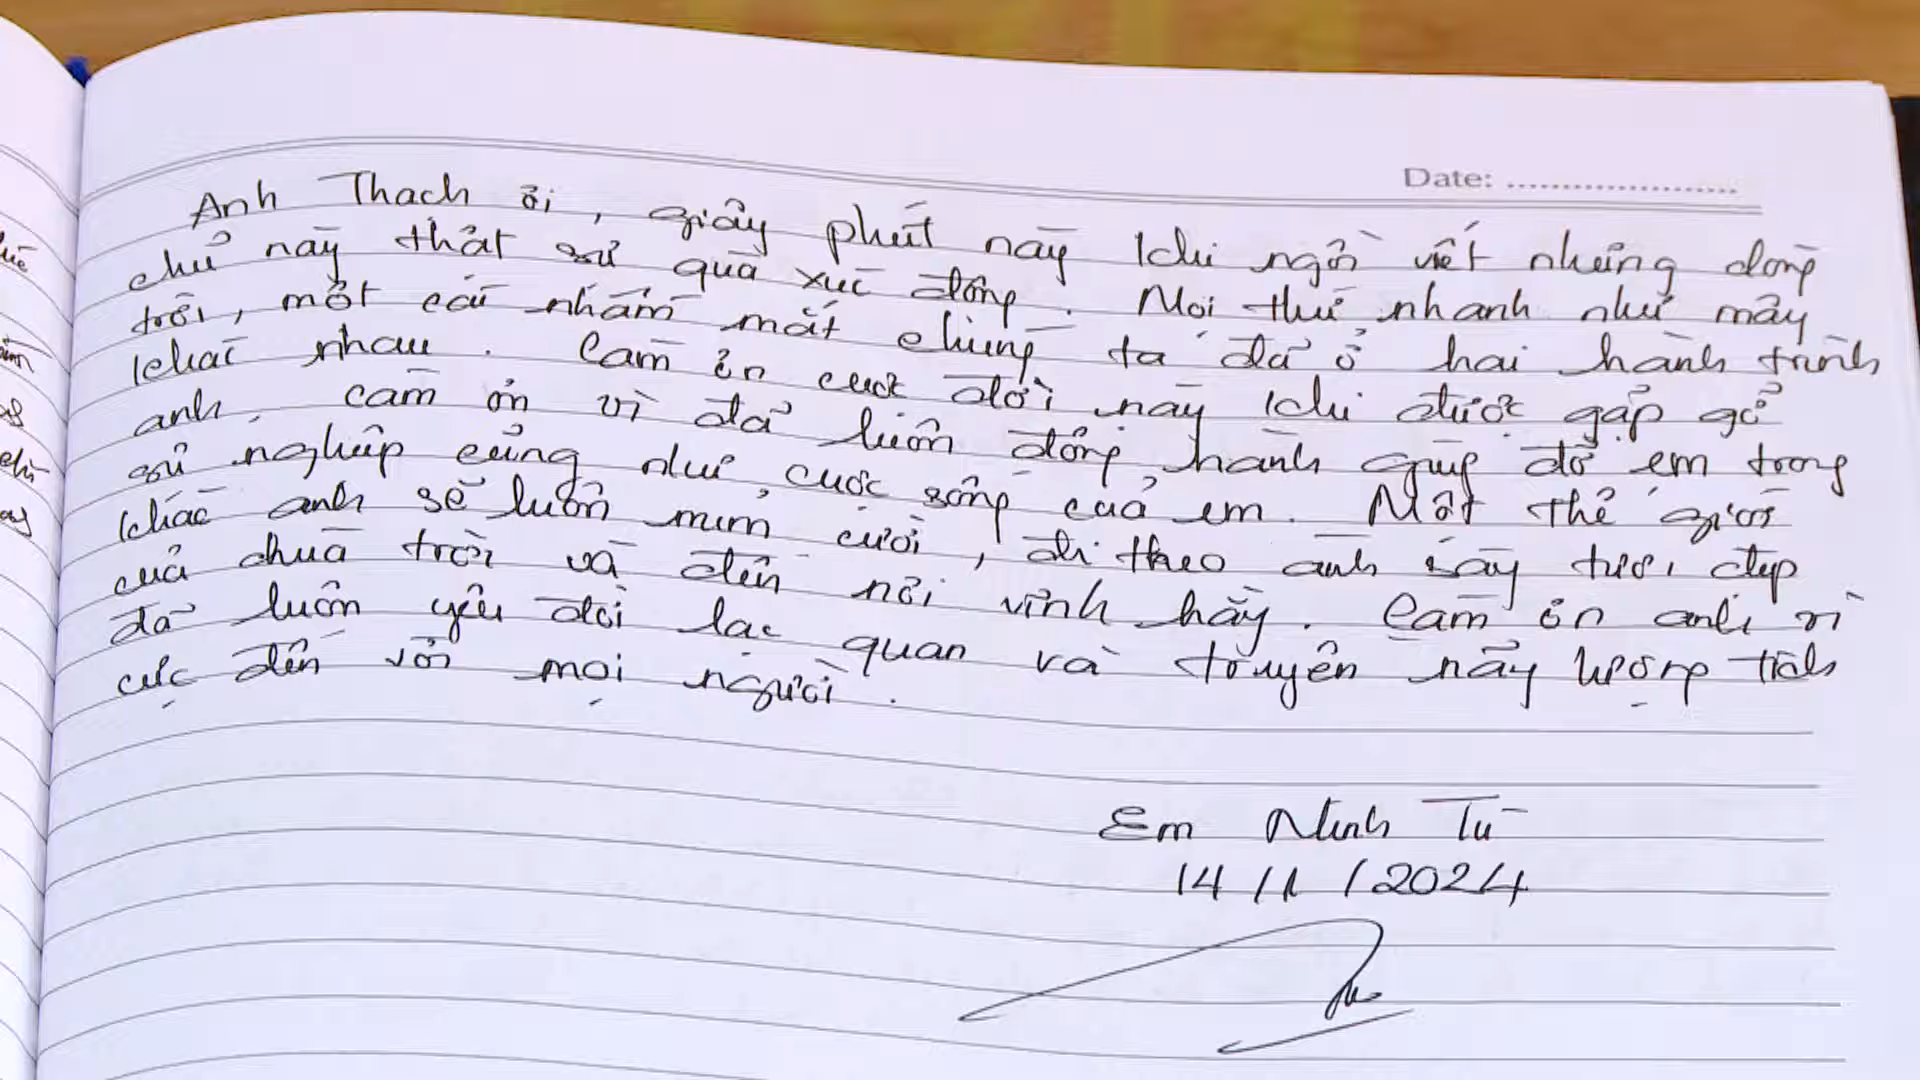 Date: ........................
Anh Thạch ơi, giây phút này khi ngồi viết những dòng
chữ này thật sự quá xúc động. Mọi thứ nhanh như mây
trôi, một cái nhắm mắt chúng ta đã ở hai hành trình
khác nhau. Cảm ơn cuộc đời này khi được gặp gỡ
anh. Cảm ơn vì đã luôn đồng hành giúp đỡ em trong
sự nghiệp cũng như cuộc sống của em. Một thế giới
khác anh sẽ luôn mỉm cười, đi theo ánh sáng tươi đẹp
của chúa trời và đến nơi vĩnh hằng. Cảm ơn anh vì
đã luôn yêu đời lạc quan và truyền năng lượng tích
cực đến với mọi người.
Em Ninh Tú
14/1/2024